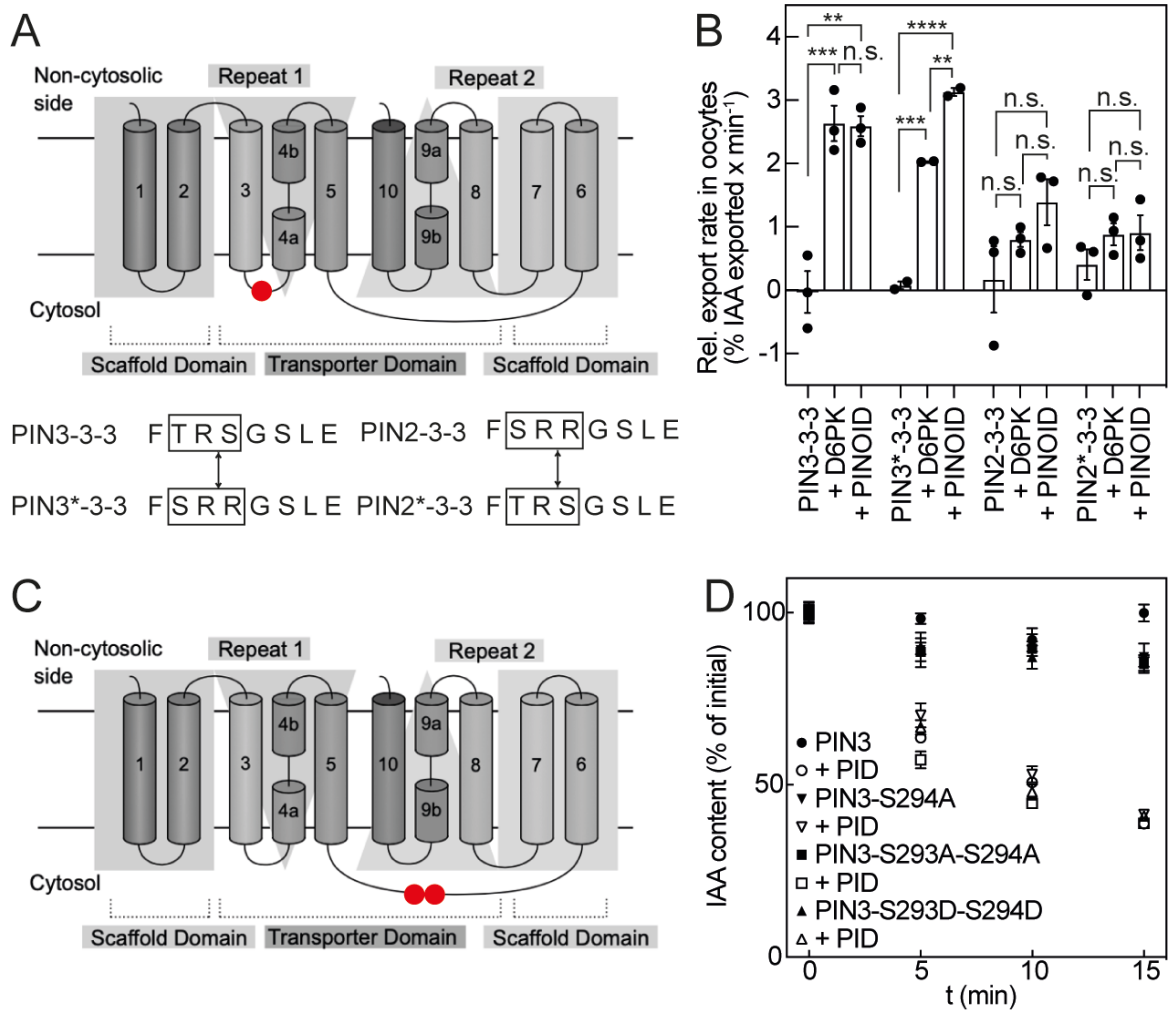 A
Non-cytosolic
side
Repeat 1
Repeat 2
1
2
3
4b
4a
5
10
9a
9b
8
7
6
Cytosol
Scaffold Domain
Transporter Domain
Scaffold Domain
PIN3-3-3 F T R S G S L E
PIN2-3-3 F S R R G S L E
PIN3*-3-3 F S R R G S L E
PIN2*-3-3 F T R S G S L E
B
Rel. export rate in oocytes
(% IAA exported x min⁻¹)
4
3
2
1
0
-1
**
***
n.s.
****
***
**
n.s.
n.s.
n.s.
n.s.
n.s.
n.s.
PIN3-3-3
+ D6PK
+ PINOID
PIN3*-3-3
+ D6PK
+ PINOID
PIN2-3-3
+ D6PK
+ PINOID
PIN2*-3-3
+ D6PK
+ PINOID
C
Non-cytosolic
side
Repeat 1
Repeat 2
1
2
3
4b
4a
5
10
9a
9b
8
7
6
Cytosol
Scaffold Domain
Transporter Domain
Scaffold Domain
D
IAA content (% of initial)
100
50
0
PIN3
+ PID
PIN3-S294A
+ PID
PIN3-S293A-S294A
+ PID
PIN3-S293D-S294D
+ PID
0
5
10
15
t (min)